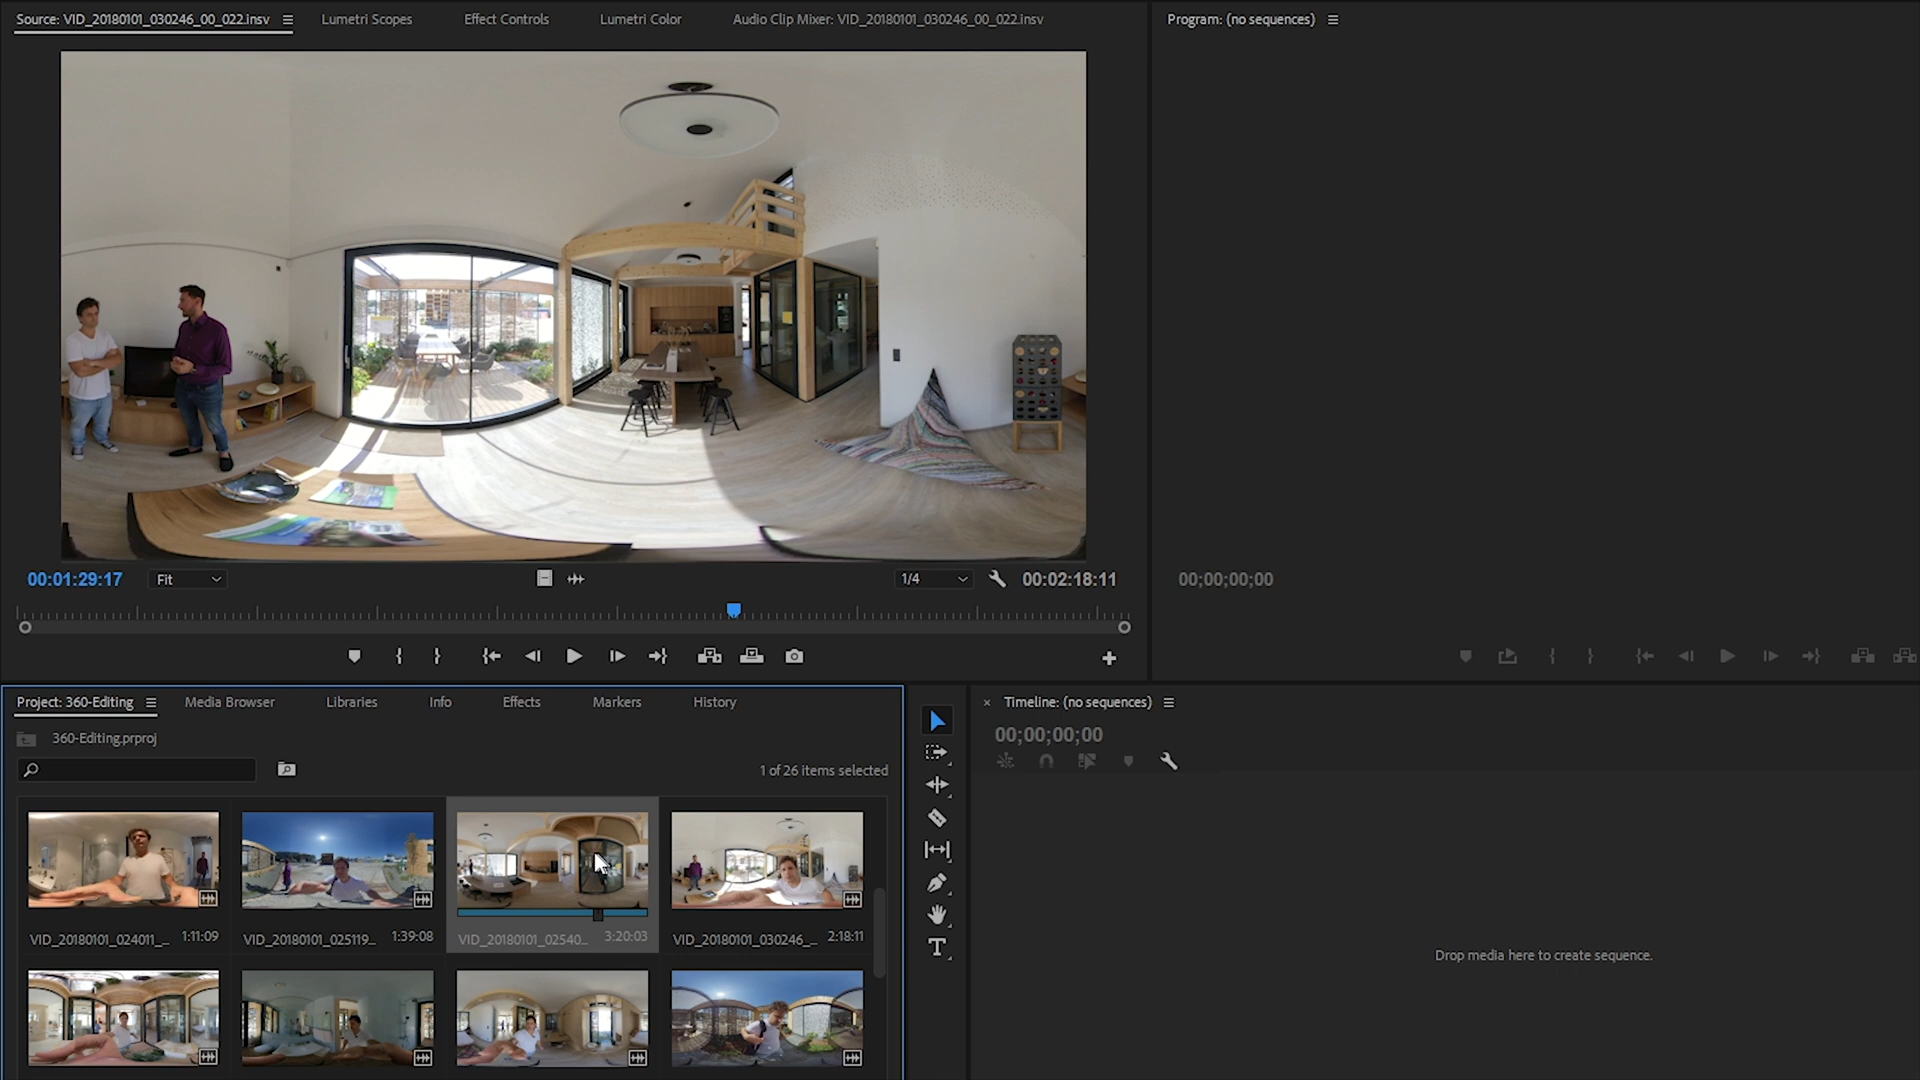 Source: VID_20180101_030246_00_022.insv
Lumetri Scopes
Effect Controls
Lumetri Color
Audio Clip Mixer: VID_20180101_030246_00_022.insv
Program: (no sequences)
00:01:29:17
Fit
1/4
00:02:18:11
00;00;00;00
Project: 360-Editing
Media Browser
Libraries
Info
Effects
Markers
History
Timeline: (no sequences)
360-Editing.prproj
00;00;00;00
1 of 26 items selected
VID_20180101_024011_...
1:11:09
VID_20180101_025119...
1:39:08
VID_20180101_02540...
3:20:03
VID_20180101_030246_...
2:18:11
Drop media here to create sequence.